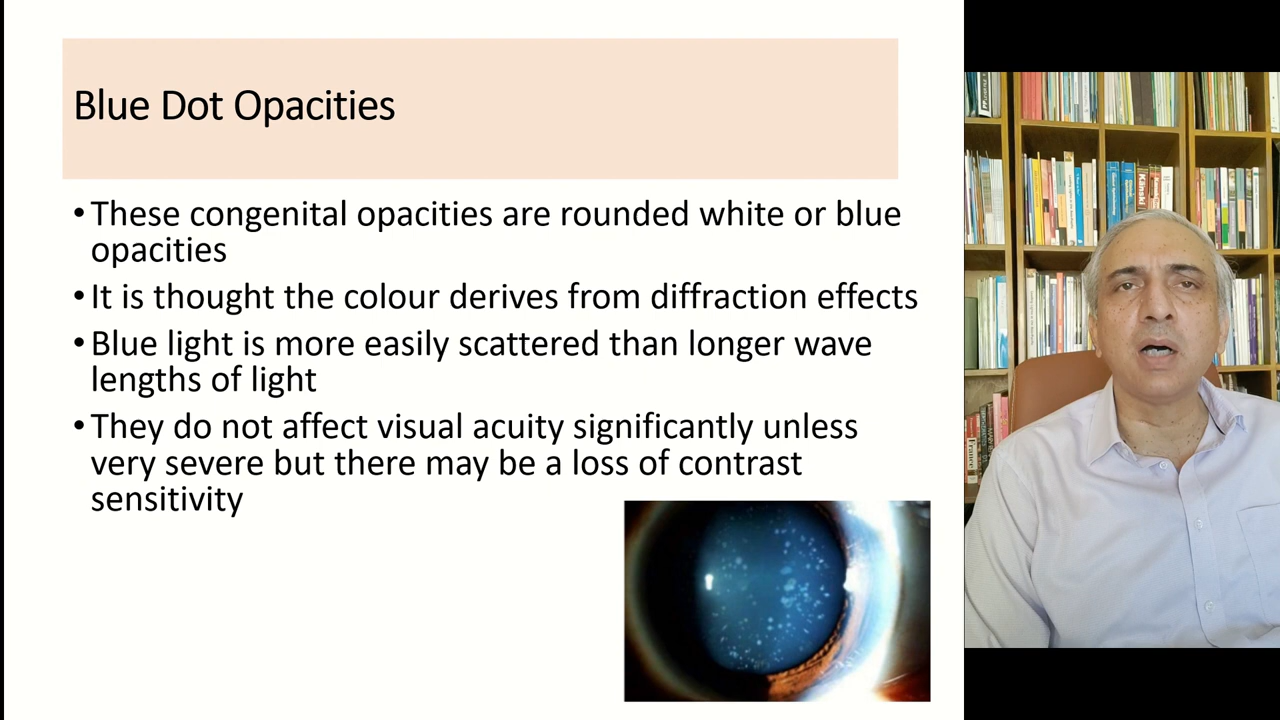 Blue Dot Opacities
•These congenital opacities are rounded white or blue
opacities
•It is thought the colour derives from diffraction effects
•Blue light is more easily scattered than longer wave
lengths of light
•They do not affect visual acuity significantly unless
very severe but there may be a loss of contrast
sensitivity
Kanski